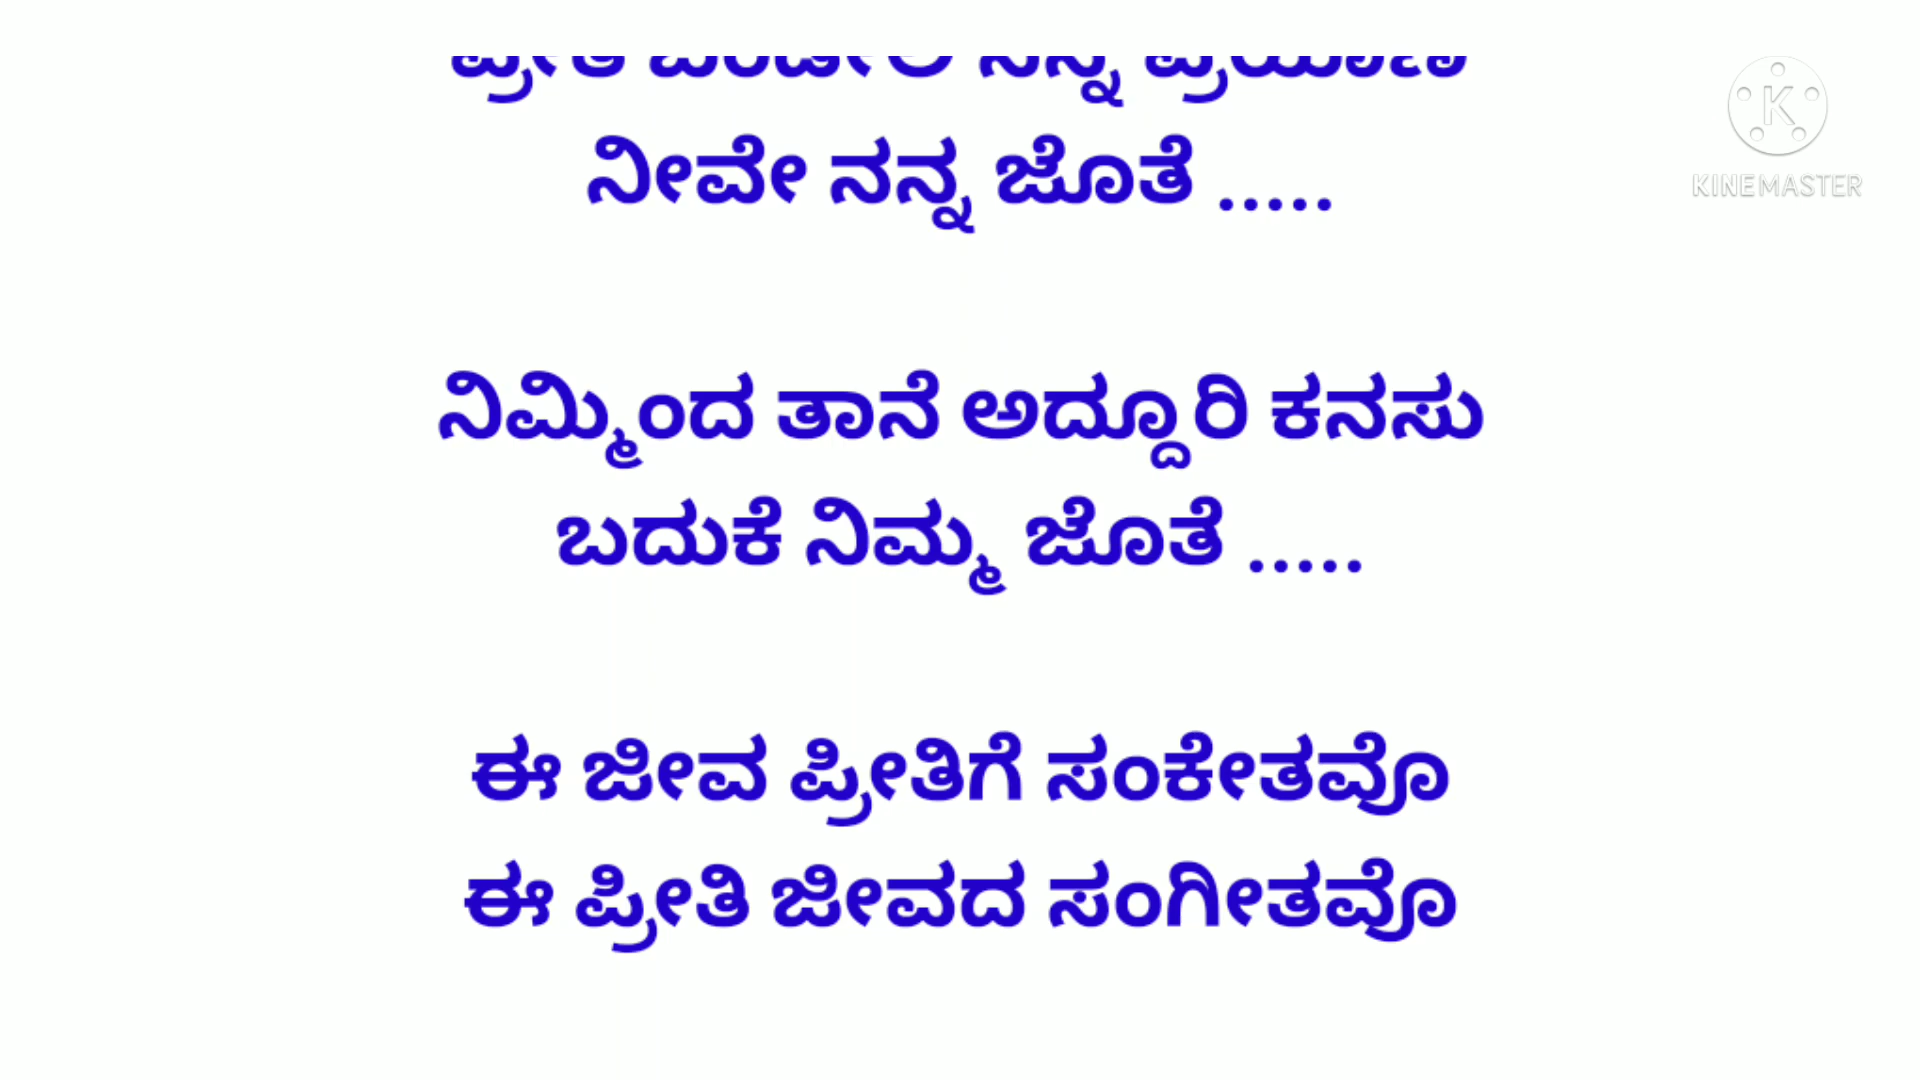 ನೀವೇ ನನ್ನ ಜೊತೆ .....
ನಿಮ್ಮಿಂದ ತಾನೆ ಅದ್ದೂರಿ ಕನಸು
ಬದುಕೆ ನಿಮ್ಮ ಜೊತೆ .....
ಈ ಜೀವ ಪ್ರೀತಿಗೆ ಸಂಕೇತವೊ
ಈ ಪ್ರೀತಿ ಜೀವದ ಸಂಗೀತವೊ
K
KINEMASTER